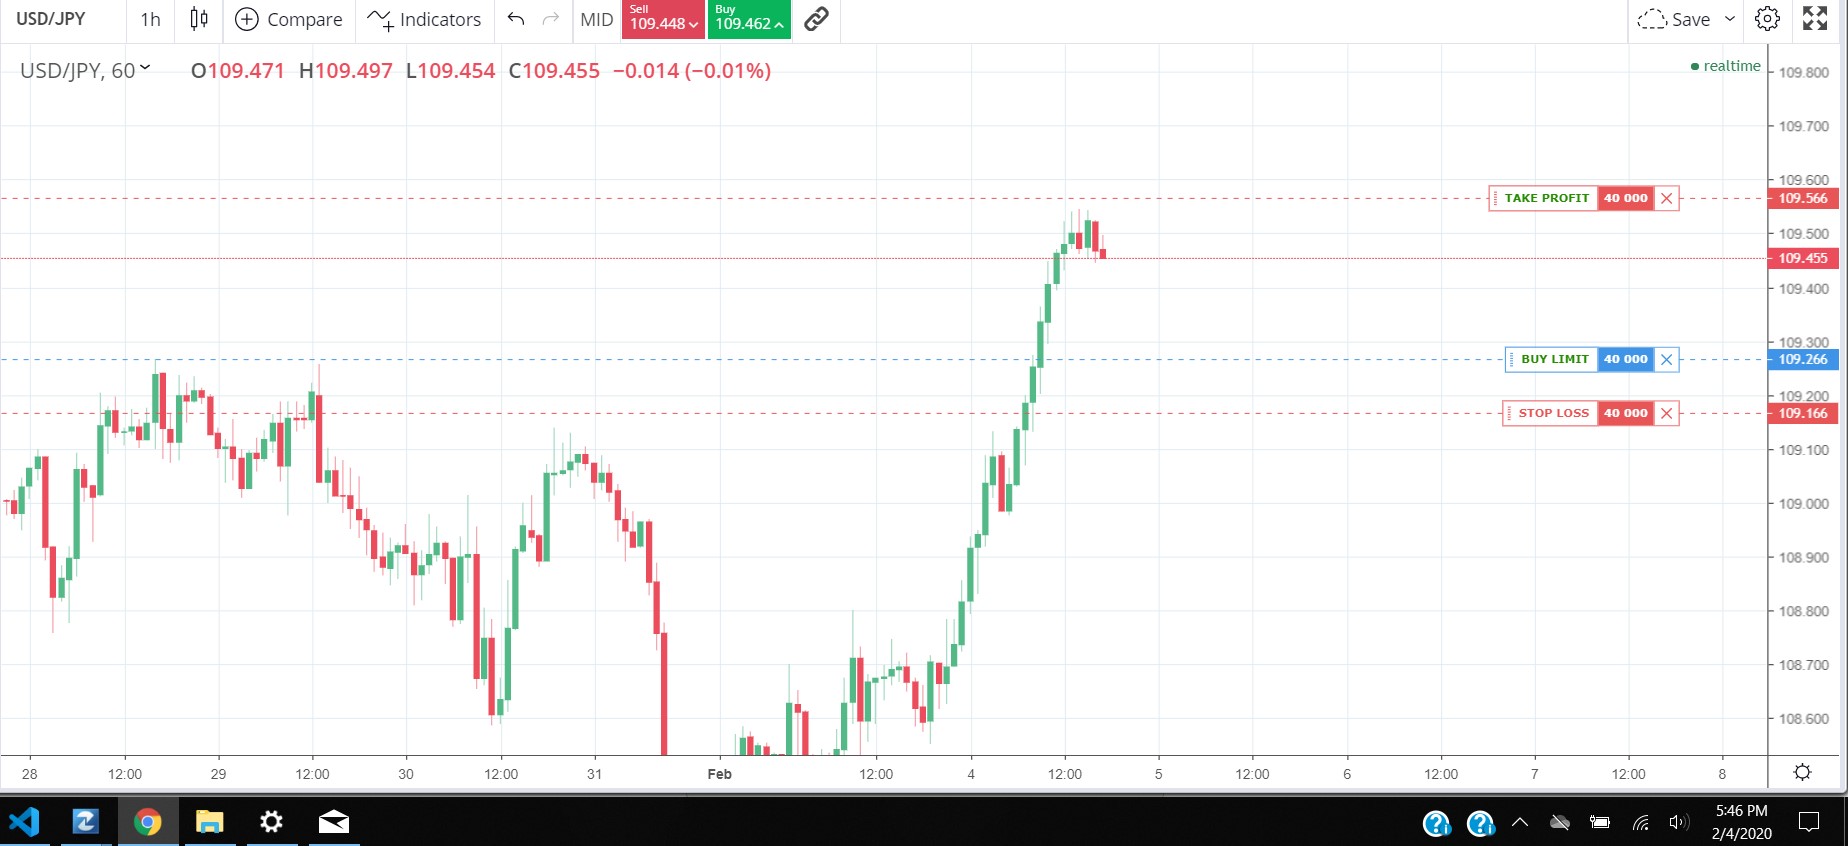 USD/JPY 1h Compare Indicators MID Sell 109.448 Buy 109.462 Save
USD/JPY, 60 O109.471 H109.497 L109.454 C109.455 −0.014 (−0.01%)
realtime
109.800
109.700
109.600
TAKE PROFIT 40 000 109.566
109.500
109.455
109.400
109.300
BUY LIMIT 40 000 109.266
109.200
STOP LOSS 40 000 109.166
109.100
109.000
108.900
108.800
108.700
108.600
28 12:00 29 12:00 30 12:00 31 Feb 12:00 4 12:00 5 12:00 6 12:00 7 12:00 8
5:46 PM
2/4/2020